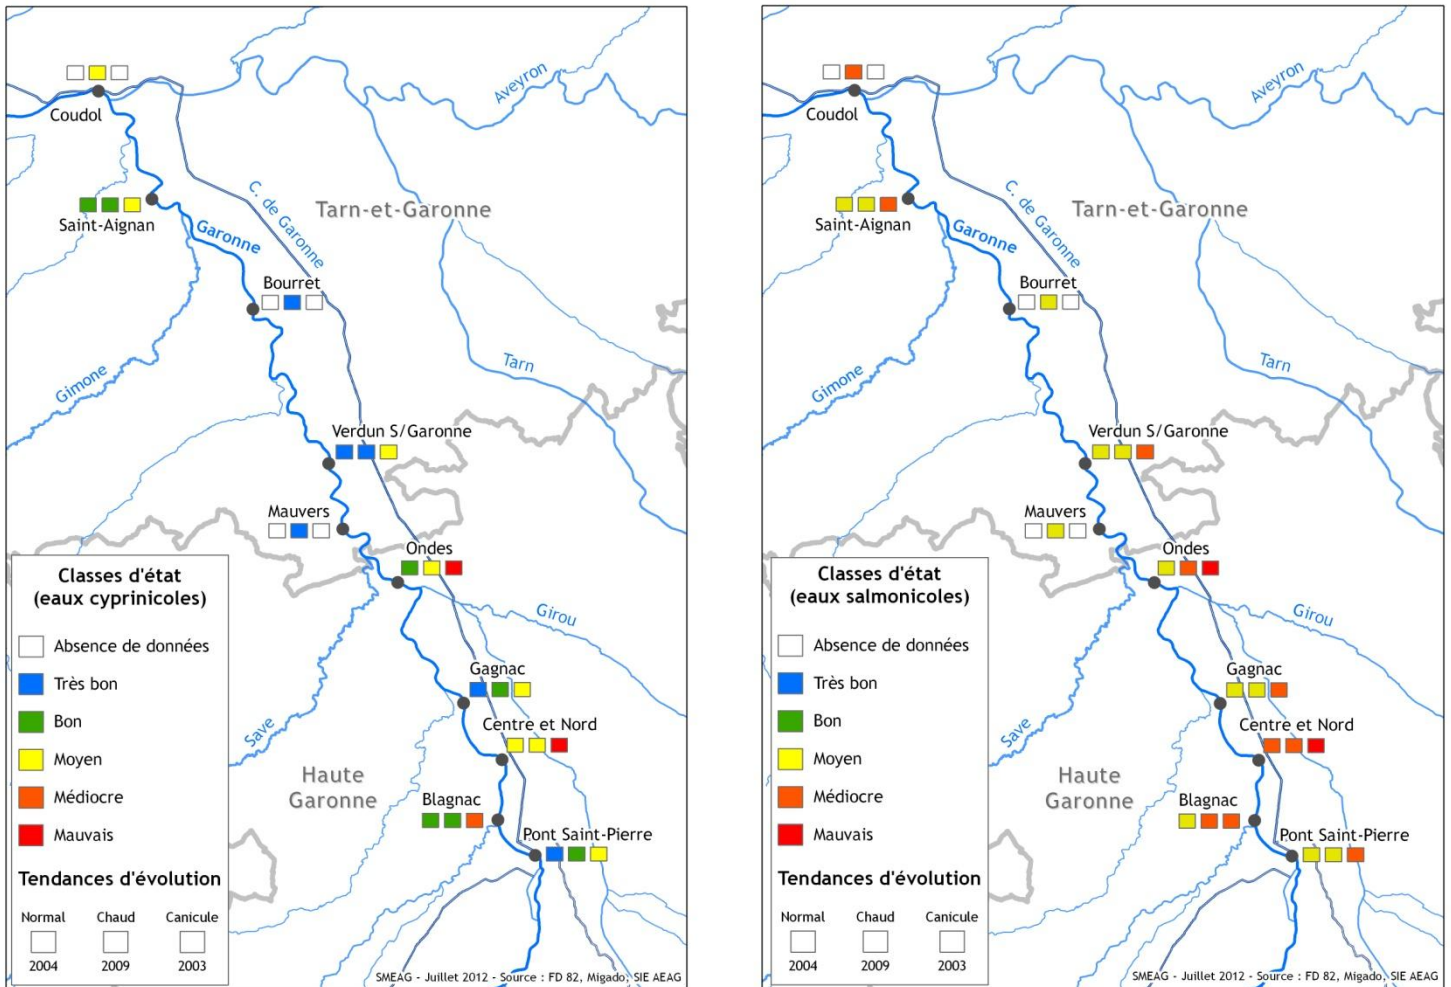 Aveyron
Coudol
C. de Garonne
Tarn-et-Garonne
Saint-Aignan
Garonne
Bourret
Gimone
Tarn
Verdun S/Garonne
Mauvers
Ondes
Girou
Gagnac
Save
Centre et Nord
Haute
Garonne
Blagnac
Pont Saint-Pierre
Classes d'état
(eaux cyprinicoles)
Absence de données
Très bon
Bon
Moyen
Médiocre
Mauvais
Tendances d'évolution
Normal Chaud Canicule
2004 2009 2003
SMEAG - Juillet 2012 - Source : FD 82, Migado, SIE AEAG
Aveyron
Coudol
C. de Garonne
Tarn-et-Garonne
Saint-Aignan
Garonne
Bourret
Gimone
Tarn
Verdun S/Garonne
Mauvers
Ondes
Girou
Gagnac
Save
Centre et Nord
Haute
Garonne
Blagnac
Pont Saint-Pierre
Classes d'état
(eaux salmonicoles)
Absence de données
Très bon
Bon
Moyen
Médiocre
Mauvais
Tendances d'évolution
Normal Chaud Canicule
2004 2009 2003
SMEAG - Juillet 2012 - Source : FD 82, Migado, SIE AEAG